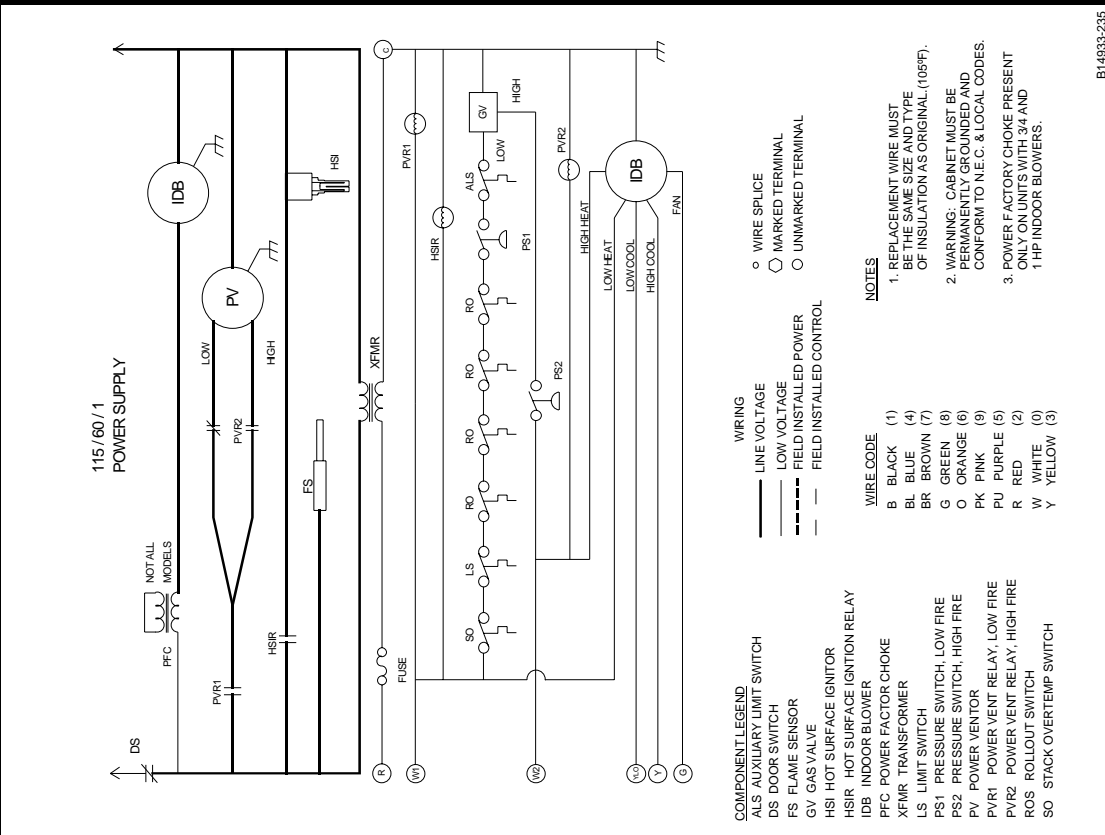 115 / 60 / 1
POWER SUPPLY
DS
PFC
NOT ALL
MODELS
IDB
PVR1
LOW
PVR2
HIGH
PV
HSIR
HSI
FS
XFMR
R
FUSE
C
W1
PVR1
HSIR
SO
LS
RO
RO
RO
RO
PS1
ALS
LOW
GV
HIGH
W2
PS2
PVR2
HIGH HEAT
LOW HEAT
LOW COOL
HIGH COOL
IDB
FAN
YLO
Y
G
COMPONENT LEGEND
ALS AUXILIARY LIMIT SWITCH
DS DOOR SWITCH
FS FLAME SENSOR
GV GAS VALVE
HSI HOT SURFACE IGNITOR
HSIR HOT SURFACE IGNTION RELAY
IDB INDOOR BLOWER
PFC POWER FACTOR CHOKE
XFMR TRANSFORMER
LS LIMIT SWITCH
PS1 PRESSURE SWITCH, LOW FIRE
PS2 PRESSURE SWITCH, HIGH FIRE
PV POWER VENTOR
PVR1 POWER VENT RELAY, LOW FIRE
PVR2 POWER VENT RELAY, HIGH FIRE
ROS ROLLOUT SWITCH
SO STACK OVERTEMP SWITCH
WIRING
LINE VOLTAGE
LOW VOLTAGE
FIELD INSTALLED POWER
FIELD INSTALLED CONTROL
WIRE SPLICE
MARKED TERMINAL
UNMARKED TERMINAL
WIRE CODE
B BLACK (1)
BL BLUE (4)
BR BROWN (7)
G GREEN (8)
O ORANGE (6)
PK PINK (9)
PU PURPLE (5)
R RED (2)
W WHITE (0)
Y YELLOW (3)
NOTES
1. REPLACEMENT WIRE MUST
BE THE SAME SIZE AND TYPE
OF INSULATION AS ORIGINAL.(105ºF).
2. WARNING: CABINET MUST BE
PERMANENTLY GROUNDED AND
CONFORM TO N.E.C. & LOCAL CODES.
3. POWER FACTORY CHOKE PRESENT
ONLY ON UNITS WITH 3/4 AND
1 HP INDOOR BLOWERS.
B14933-235